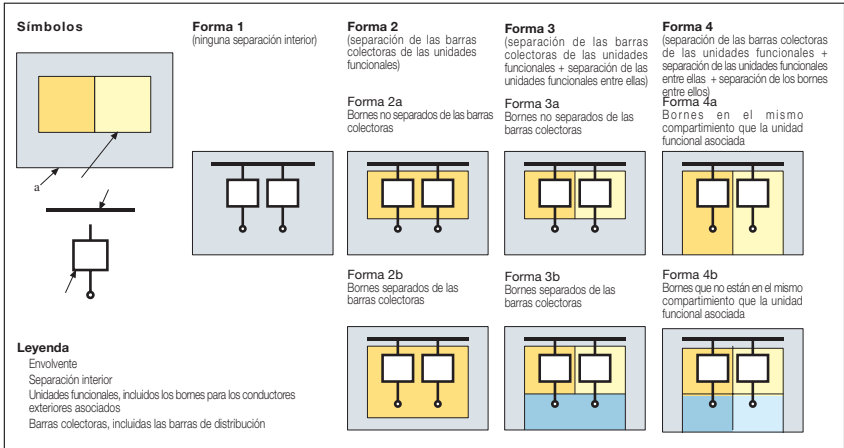 Símbolos
a
Leyenda
Envolvente
Separación interior
Unidades funcionales, incluidos los bornes para los conductores
exteriores asociados
Barras colectoras, incluidas las barras de distribución
Forma 1
(ninguna separación interior)
Forma 2
(separación de las barras
colectoras de las unidades
funcionales)
Forma 2a
Bornes no separados de las barras
colectoras
Forma 2b
Bornes separados de las
barras colectoras
Forma 3
(separación de las barras
colectoras de las unidades
funcionales + separación de las
unidades funcionales entre ellas)
Forma 3a
Bornes no separados de las
barras colectoras
Forma 3b
Bornes separados de las
barras colectoras
Forma 4
(separación de las barras colectoras
de las unidades funcionales +
separación de las unidades funcionales
entre ellas + separación de los bornes
entre ellos)
Forma 4a
Bornes en el mismo
compartimiento que la unidad
funcional asociada
Forma 4b
Bornes que no están en el mismo
compartimiento que la unidad
funcional asociada